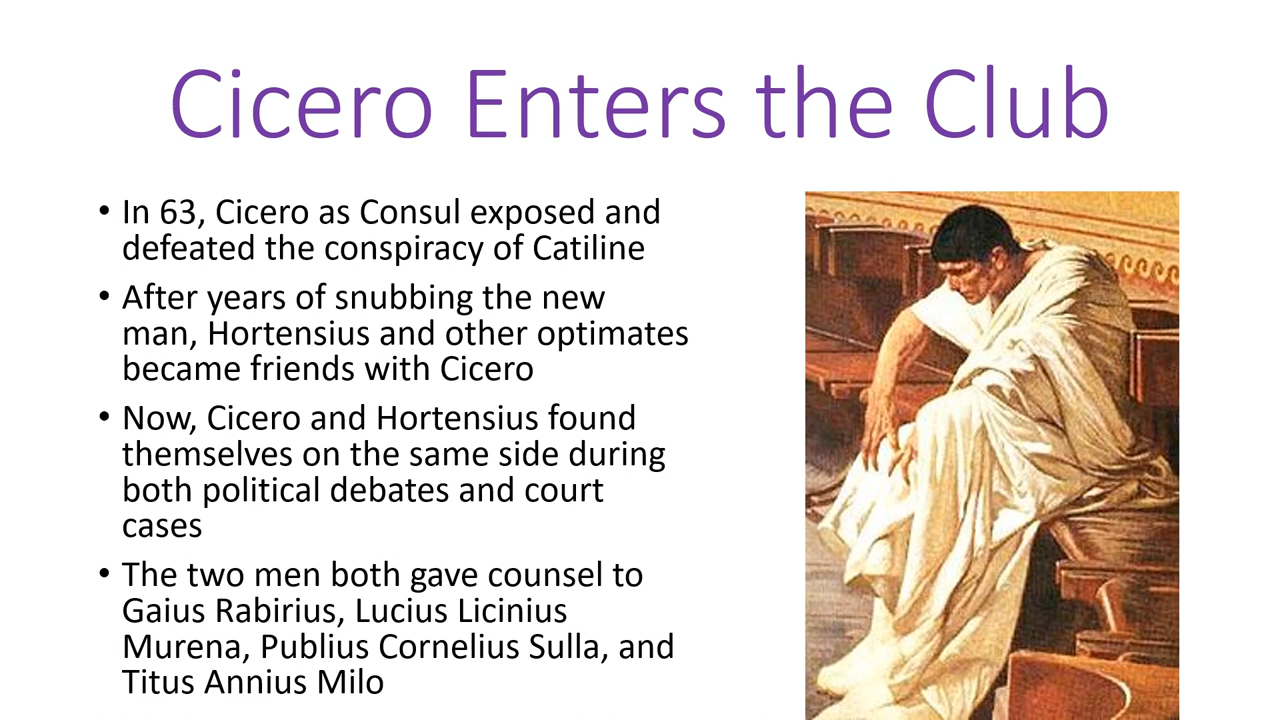 Cicero Enters the Club
• In 63, Cicero as Consul exposed and
defeated the conspiracy of Catiline
• After years of snubbing the new
man, Hortensius and other optimates
became friends with Cicero
• Now, Cicero and Hortensius found
themselves on the same side during
both political debates and court
cases
• The two men both gave counsel to
Gaius Rabirius, Lucius Licinius
Murena, Publius Cornelius Sulla, and
Titus Annius Milo